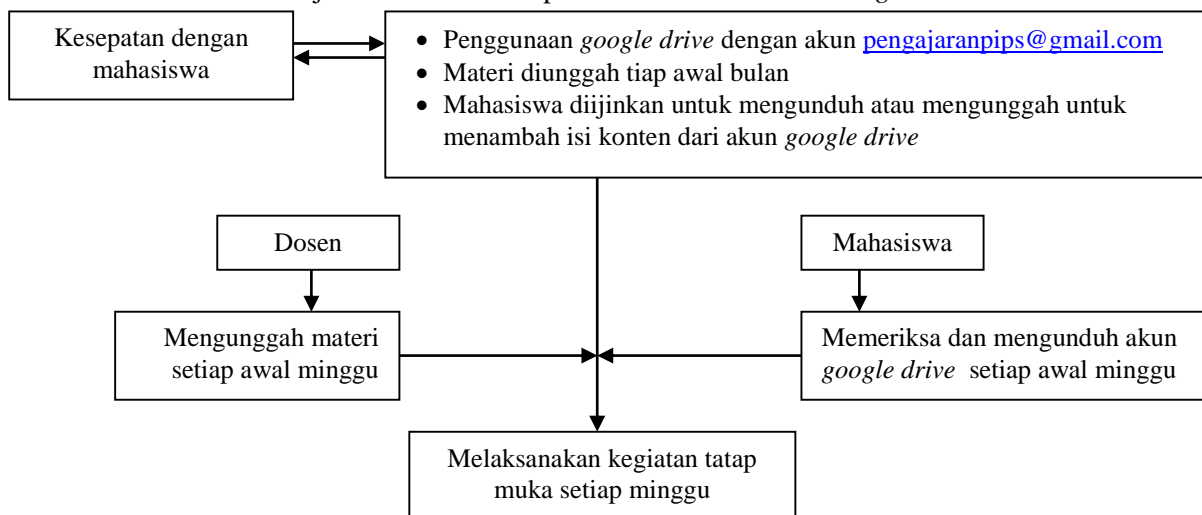 Kesepatan dengan
mahasiswa
• Penggunaan google drive dengan akun pengajaranpips@gmail.com
• Materi diunggah tiap awal bulan
• Mahasiswa diijinkan untuk mengunduh atau mengunggah untuk
menambah isi konten dari akun google drive
Dosen
Mahasiswa
Mengunggah materi
setiap awal minggu
Memeriksa dan mengunduh akun
google drive setiap awal minggu
Melaksanakan kegiatan tatap
muka setiap minggu